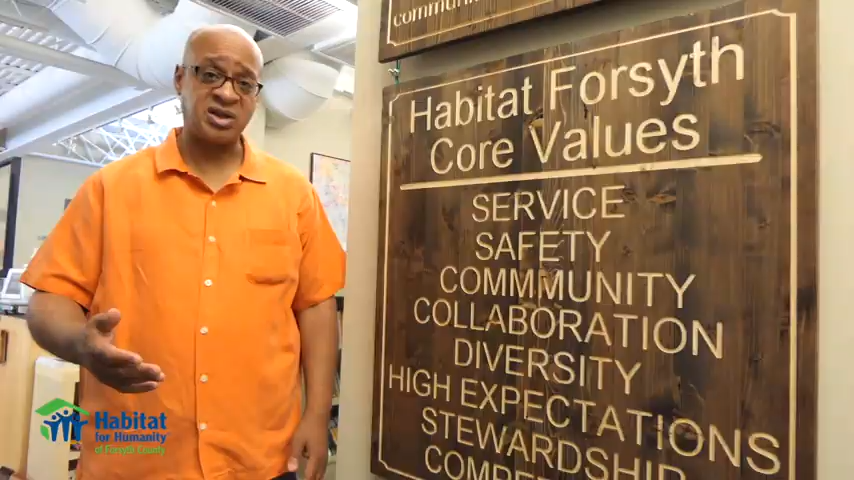 Habitat Forsyth
Core Values
SERVICE
SAFETY
COMMUNITY
COLLABORATION
DIVERSITY
HIGH EXPECTATIONS
STEWARDSHIP
Habitat
for Humanity
of Forsyth County